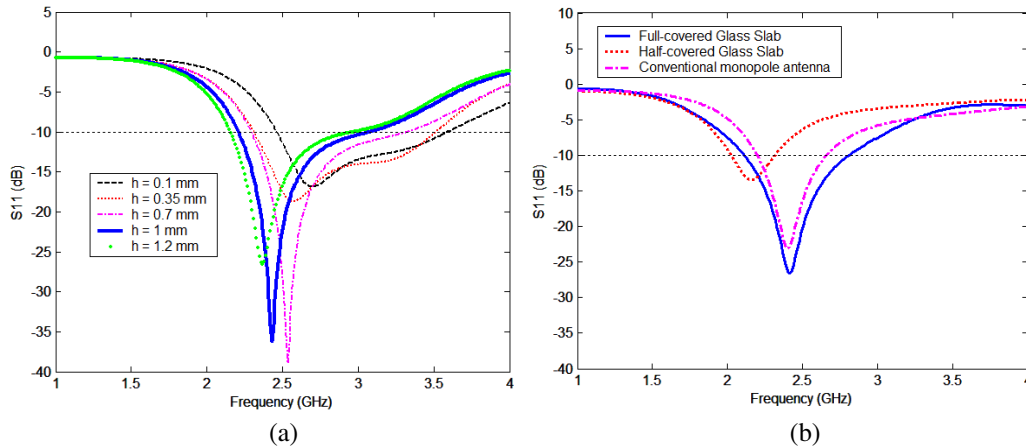 5
0
-5
-10
-15
-20
-25
-30
-35
-40
S11 (dB)
h = 0.1 mm
h = 0.35 mm
h = 0.7 mm
h = 1 mm
h = 1.2 mm
1 1.5 2 2.5 3 3.5 4
Frequency (GHz)
(a)
10
5
0
-5
-10
-15
-20
-25
-30
-35
-40
S11 (dB)
Full-covered Glass Slab
Half-covered Glass Slab
Conventional monopole antenna
1 1.5 2 2.5 3 3.5 4
Frequency (GHz)
(b)